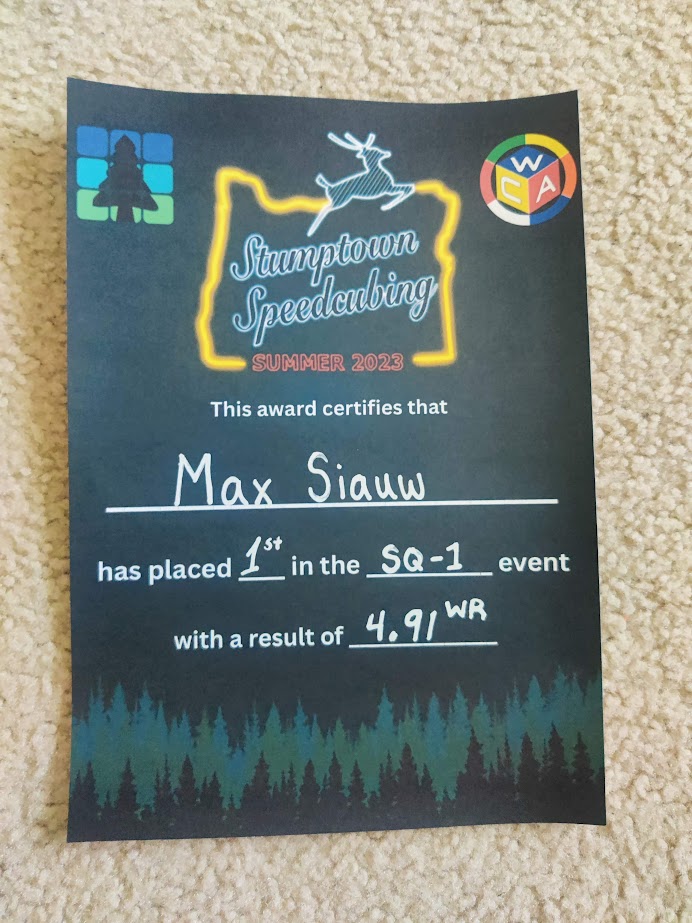 WCA
Stumptown
Speedcubing
SUMMER 2023
This award certifies that
Max Siauw
has placed 1st in the SQ-1 event
with a result of 4.91 WR